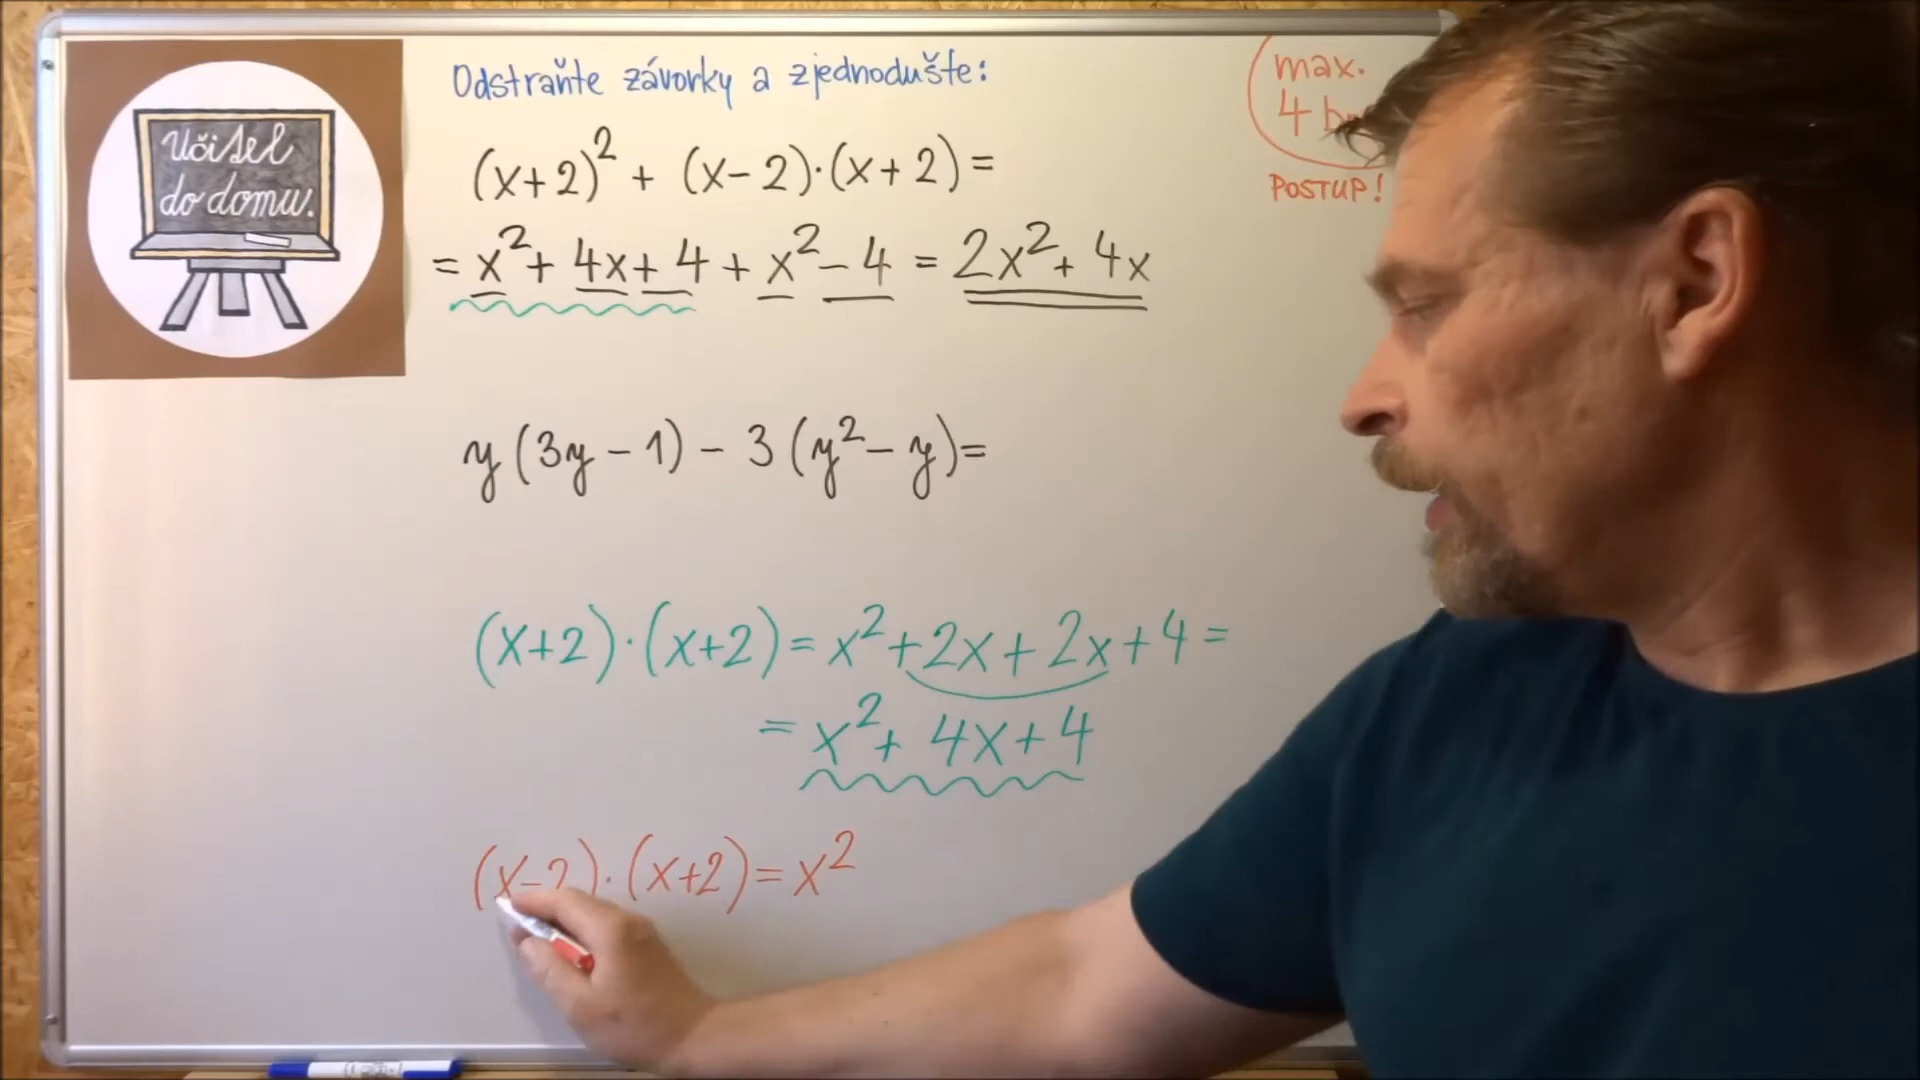 Učitel
do domu.
Odstraňte závorky a zjednodušte:
(x+2)² + (x-2)·(x+2)=
= x² + 4x + 4 + x² - 4 = 2x² + 4x
max.
4
POSTUP!
y(3y-1) - 3(y²-y)=
(x+2)·(x+2)=x²+2x+2x+4=
=x²+4x+4
(x-2)·(x+2)=x²